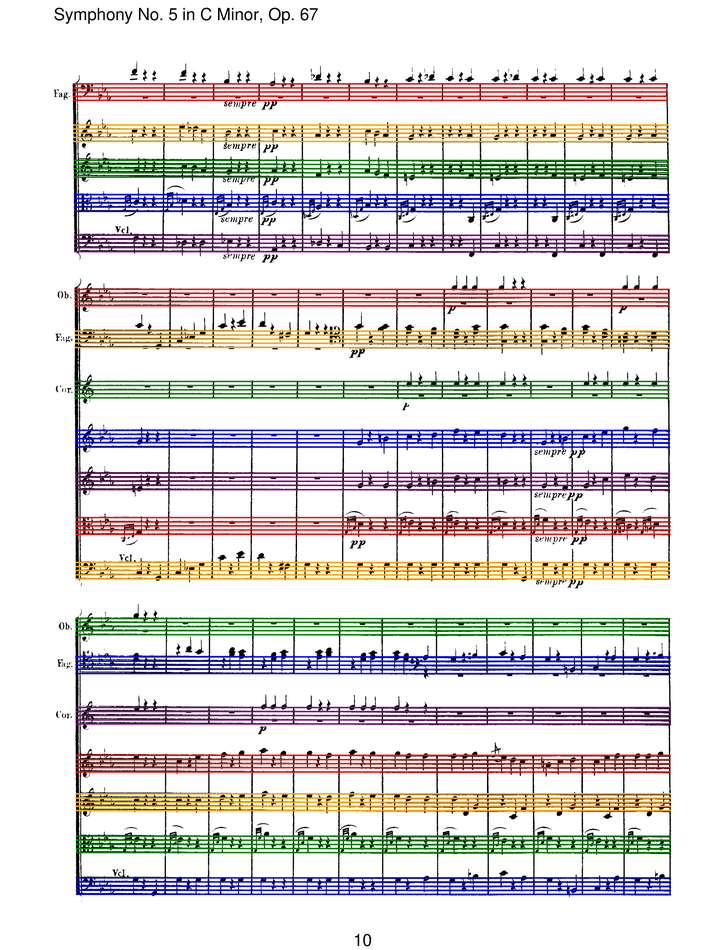 Symphony No. 5 in C Minor, Op. 67
Fag.
sempre pp
sempre pp
sempre pp
sempre pp
Vcl.
sempre pp
Ob.
p p
Fag.
pp
Cor.
p
sempre pp
sempre pp
pp sempre pp
Vcl.
sempre pp
Ob.
Fag.
Cor.
p
Vcl.
10